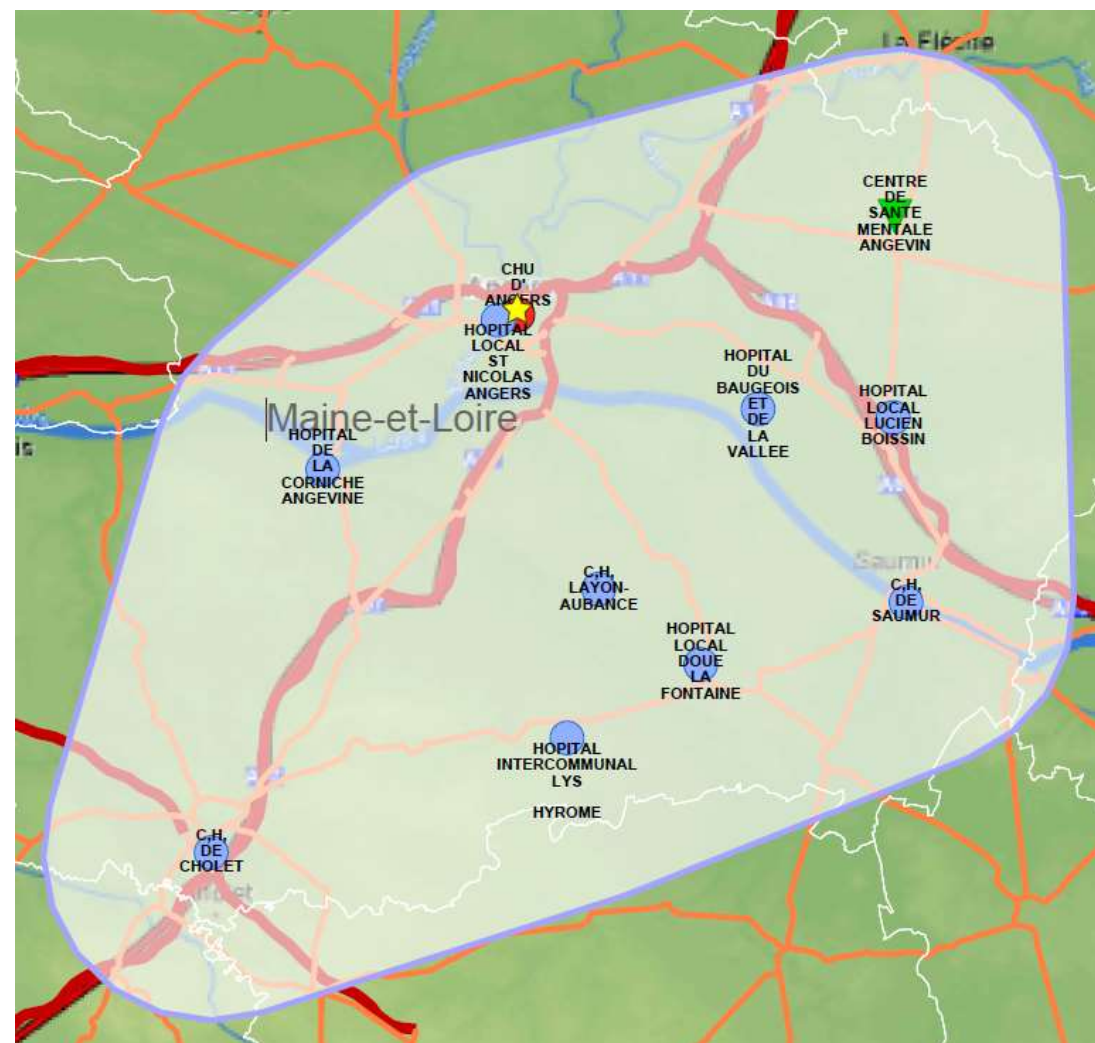 La Flèche
CENTRE
DE
SANTE
MENTALE
ANGEVIN
CHU
D'
ANGERS
HOPITAL
LOCAL
ST
NICOLAS
ANGERS
HOPITAL
DU
BAUGEOIS
ET
DE
LA
VALLEE
HOPITAL
LOCAL
LUCIEN
BOISSIN
Maine-et-Loire
HOPITAL
DE
LA
CORNICHE
ANGEVINE
Saumur
C,H,
LAYON-
AUBANCE
C,H,
DE
SAUMUR
HOPITAL
LOCAL
DOUE
LA
FONTAINE
HOPITAL
INTERCOMMUNAL
LYS
HYROME
C,H,
DE
CHOLET